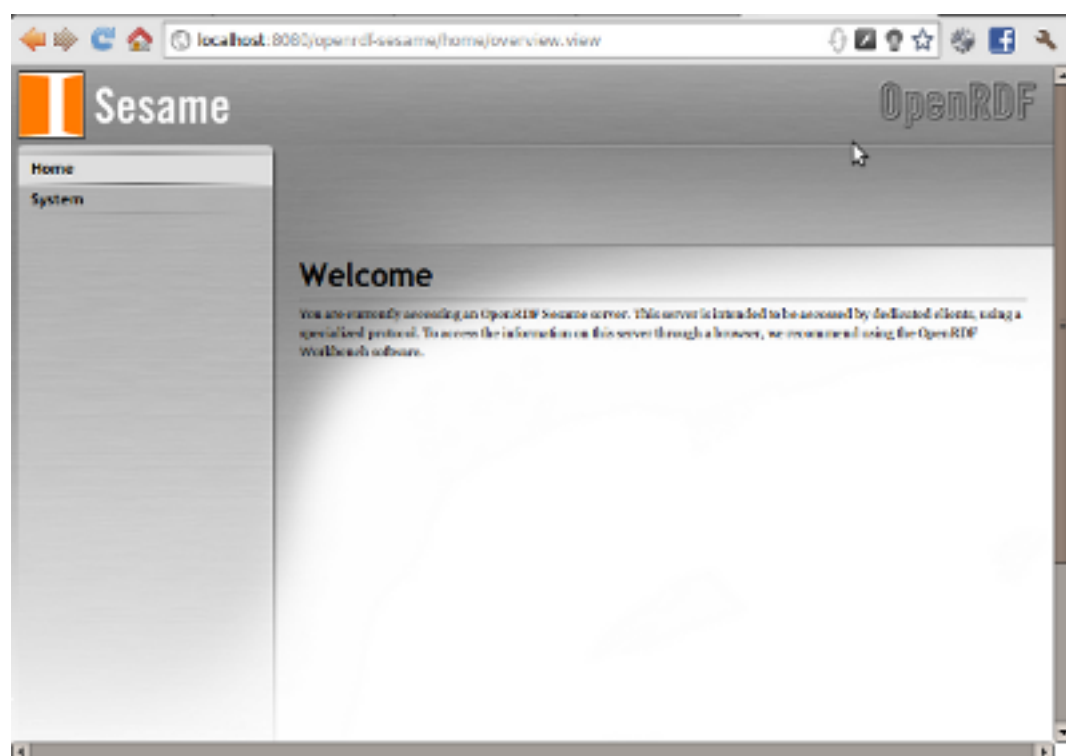 localhost:8080/openrdf-sesame/home/overview.view
Sesame
OpenRDF
Home
System
Welcome
You are currently accessing an OpenRDF Sesame server. This server is intended to be accessed by dedicated clients, using a
specialized protocol. To access the information on this server through a browser, we recommend using the OpenRDF
Workbench software.